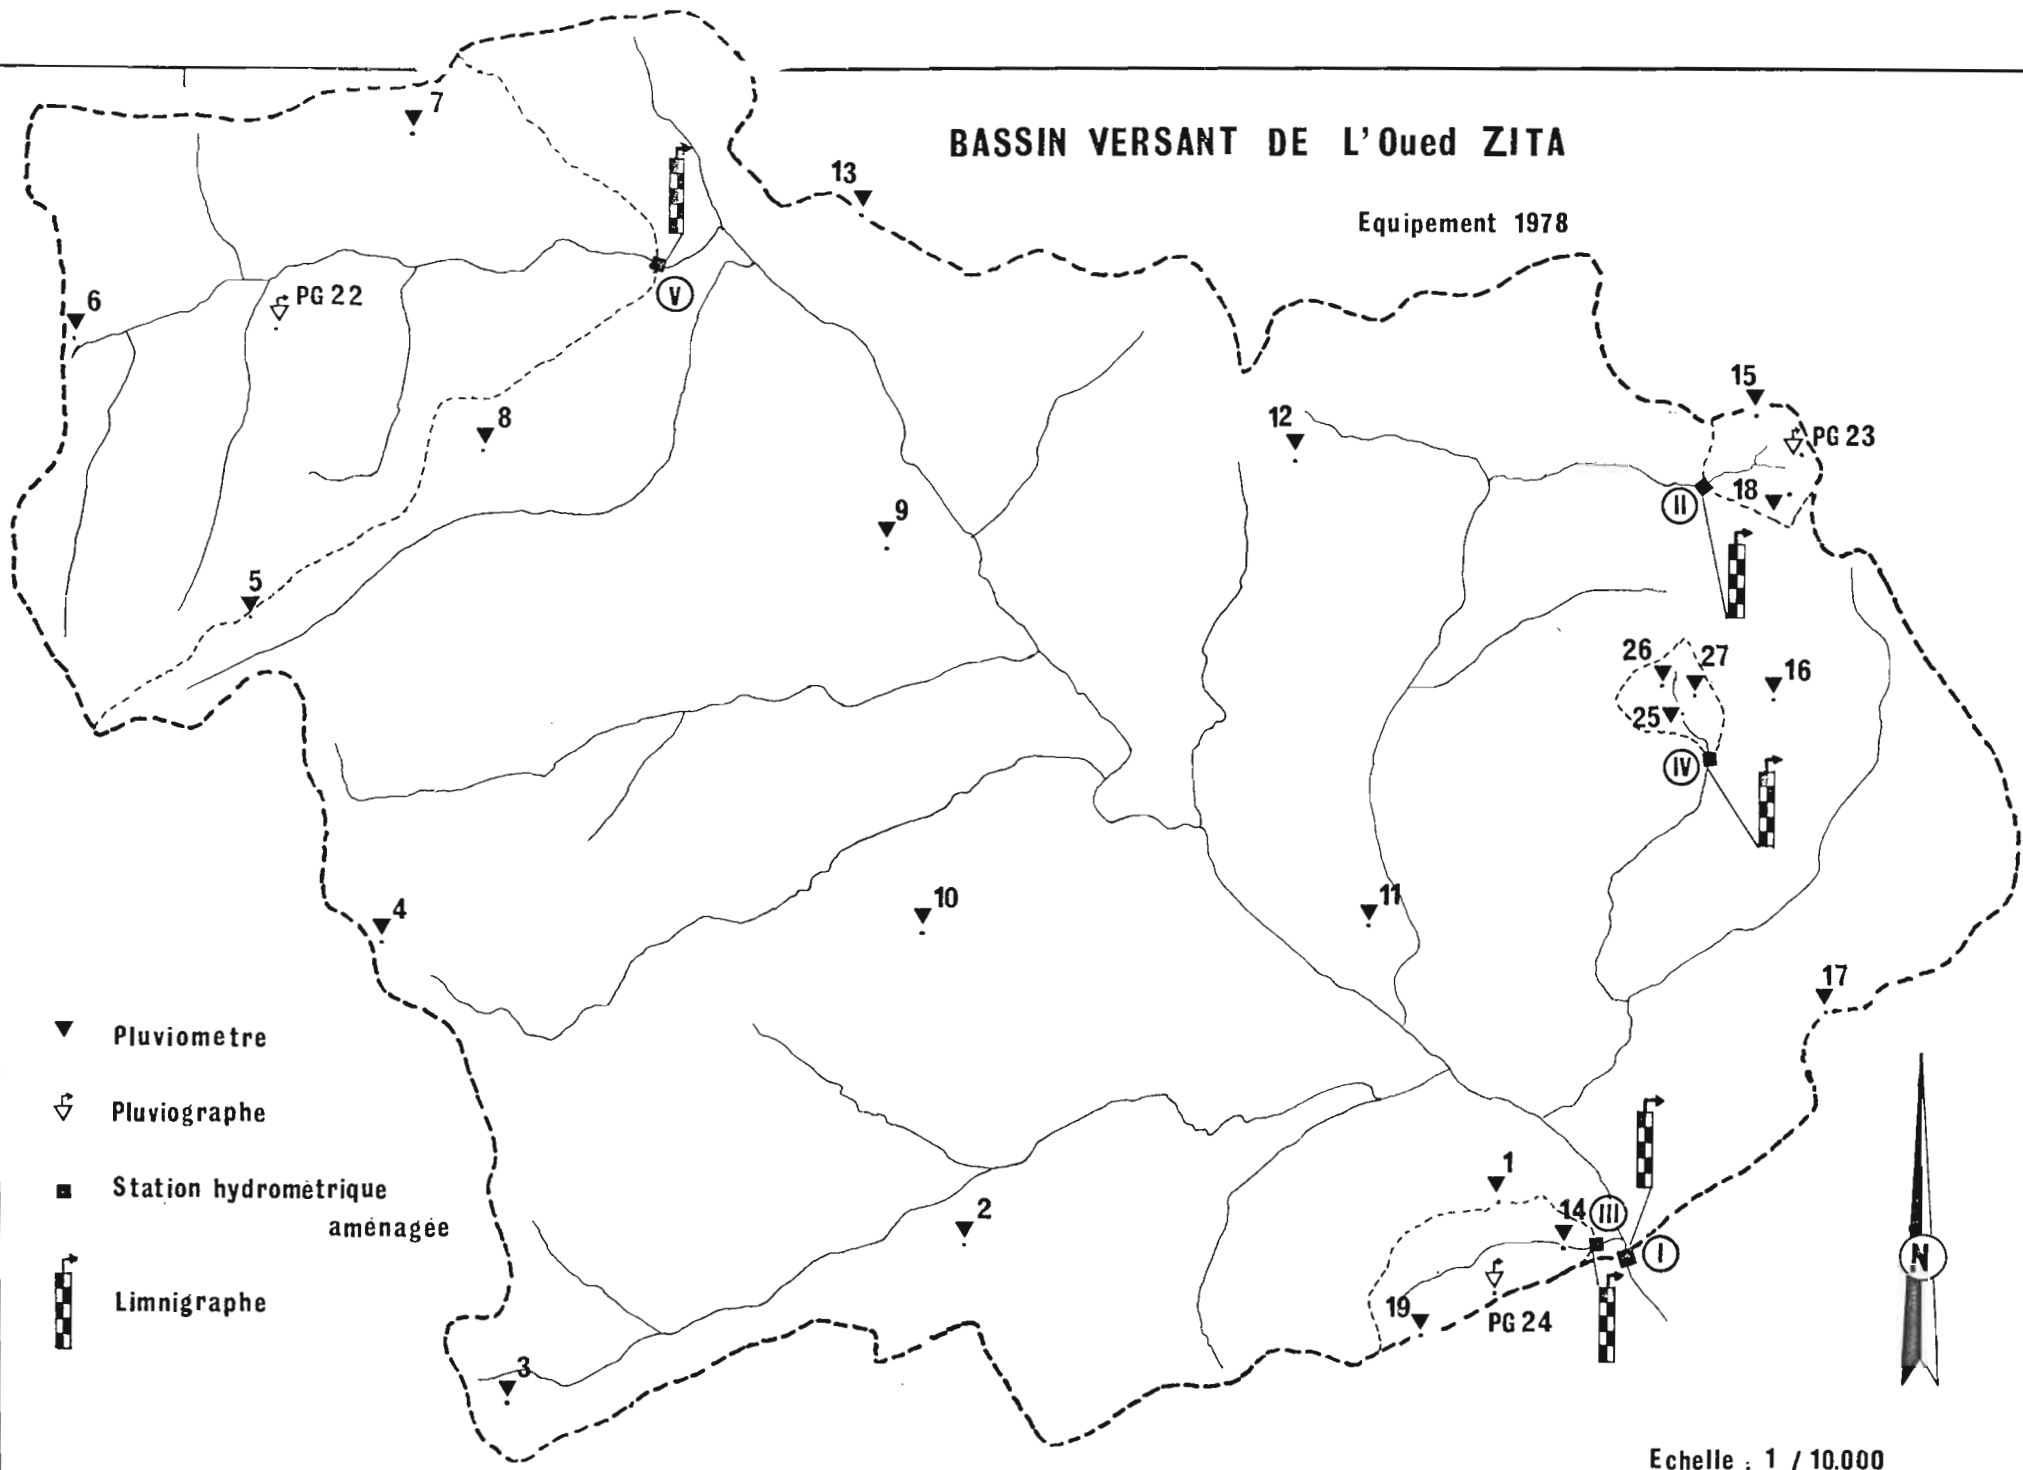 BASSIN VERSANT DE L'Oued ZITA
Equipement 1978
7
13
6
PG 22
V
15
12
PG 23
8
18
II
9
5
26
27
16
25
IV
10
11
4
17
Pluviometre
Pluviographe
Station hydrométrique
aménagée
Limnigraphe
1
14
III
2
I
N
19
PG 24
3
Echelle : 1 / 10.000